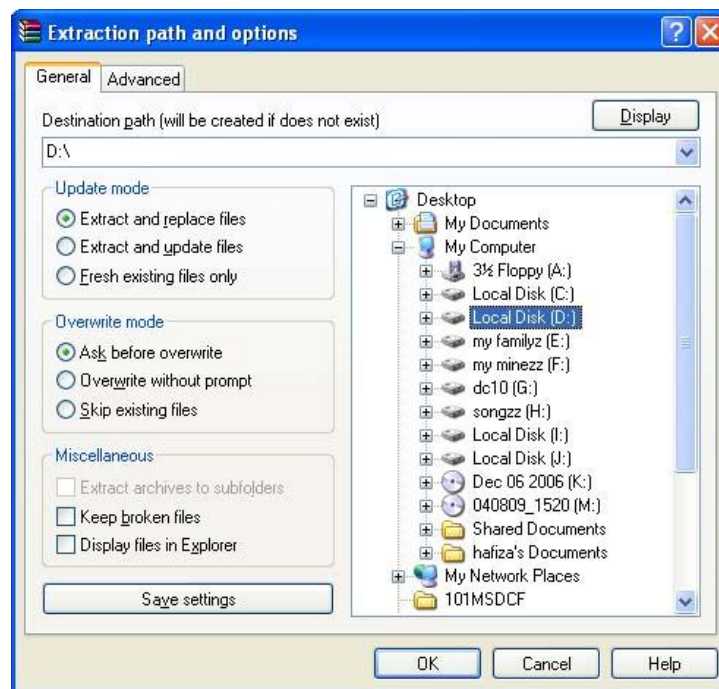 Extraction path and options
General
Advanced
Destination path (will be created if does not exist)
Display
D:\
Update mode
Extract and replace files
Extract and update files
Fresh existing files only
Overwrite mode
Ask before overwrite
Overwrite without prompt
Skip existing files
Miscellaneous
Extract archives to subfolders
Keep broken files
Display files in Explorer
Save settings
Desktop
My Documents
My Computer
3½ Floppy (A:)
Local Disk (C:)
Local Disk (D:)
my familyz (E:)
my minezz (F:)
dc10 (G:)
songzz (H:)
Local Disk (I:)
Local Disk (J:)
Dec 06 2006 (K:)
040809_1520 (M:)
Shared Documents
hafiza's Documents
My Network Places
101MSDCF
OK
Cancel
Help